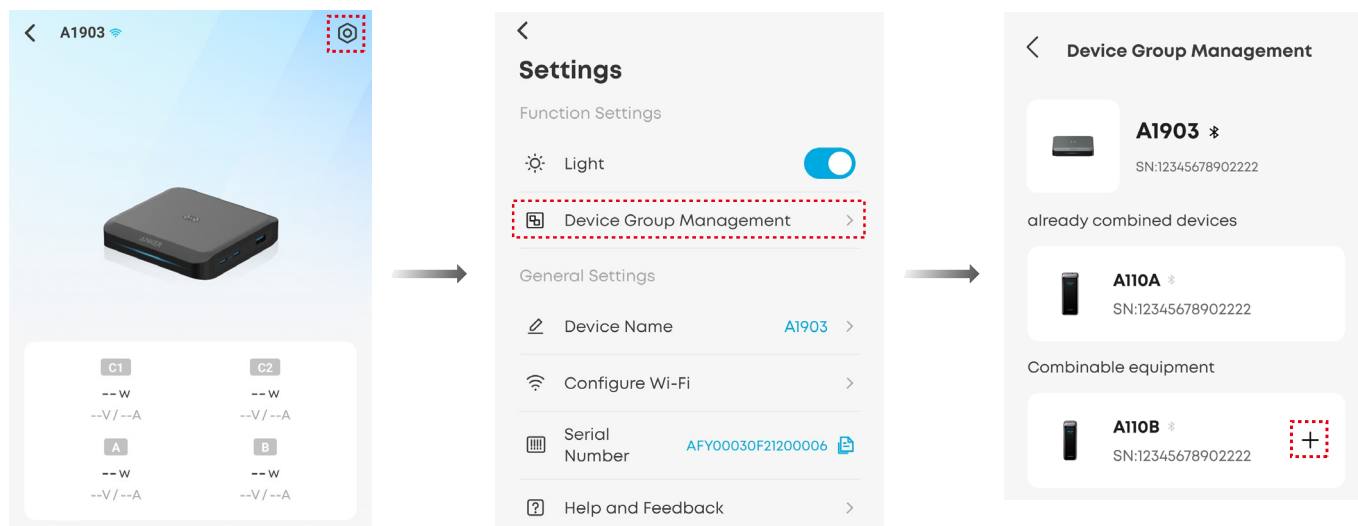 A1903
ANKER
C1
C2
--W
--W
--V/--A
--V/--A
A
B
--W
--W
--V/--A
--V/--A
Settings
Function Settings
Light
Device Group Management
General Settings
Device Name
A1903
Configure Wi-Fi
Serial
Number
AFY00030F21200006
Help and Feedback
Device Group Management
A1903
SN:12345678902222
already combined devices
A110A
SN:12345678902222
Combinable equipment
A110B
SN:12345678902222